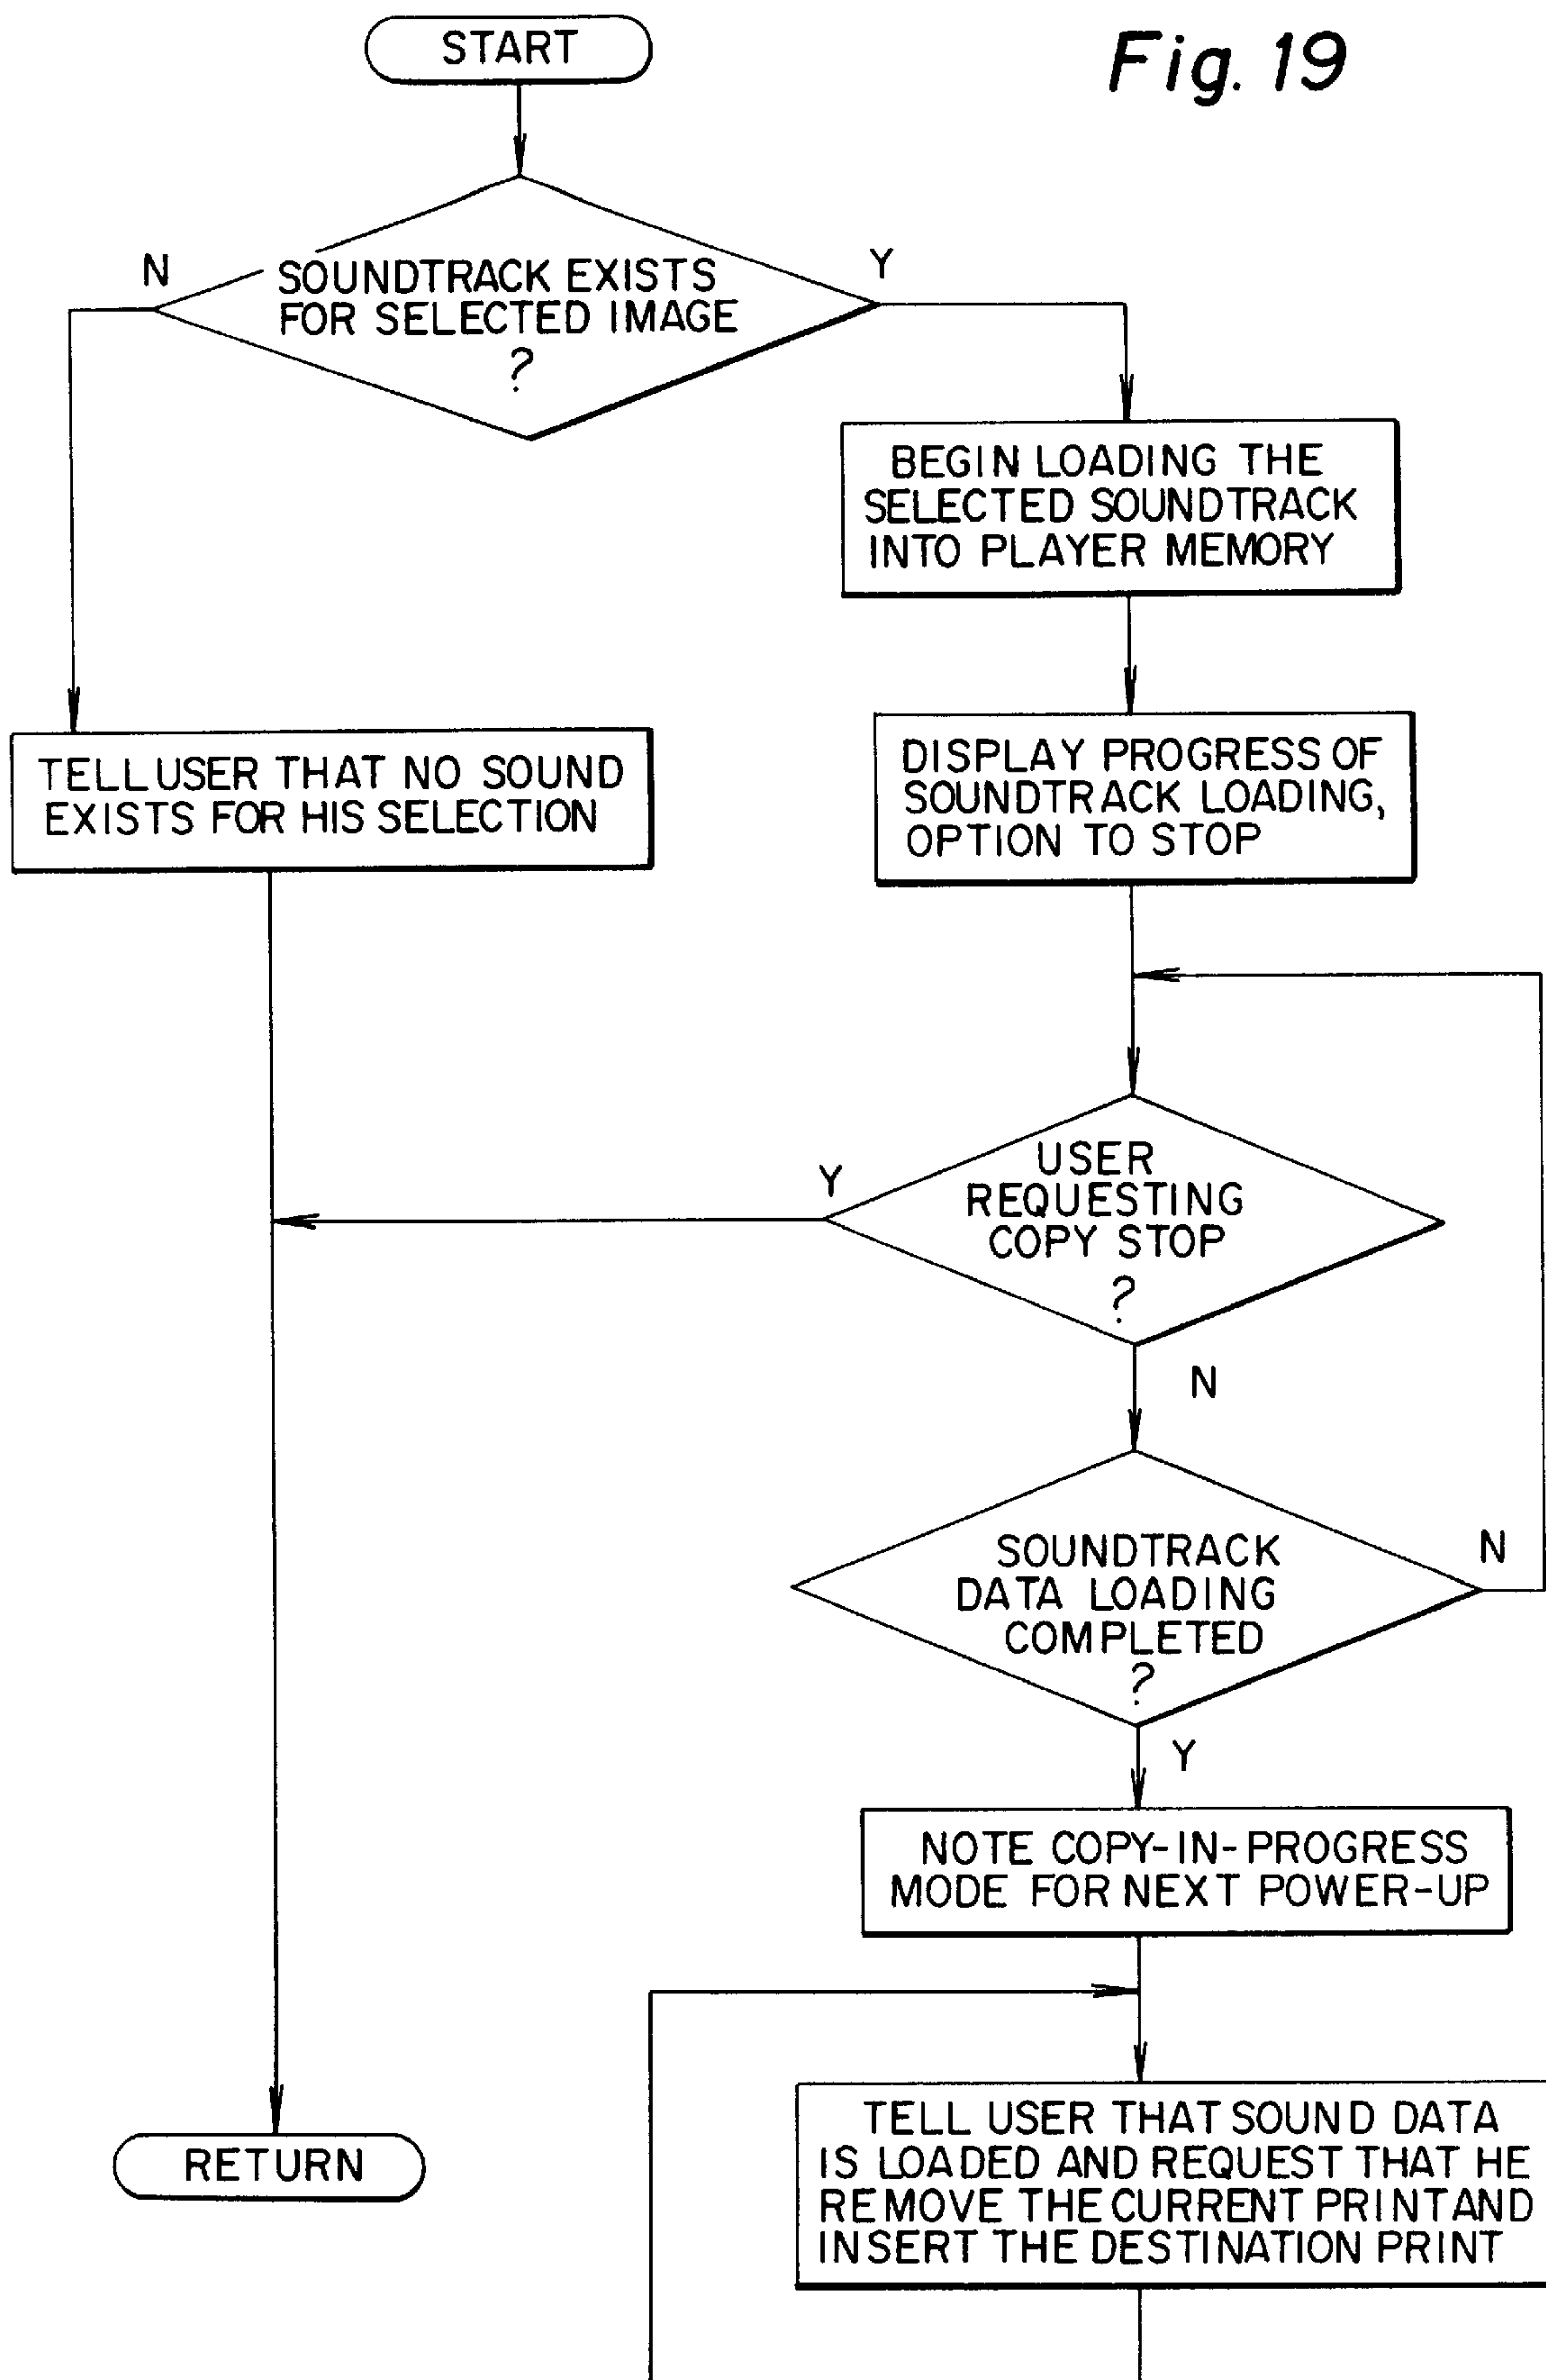 START
Fig. 19
N
Y
SOUNDTRACK EXISTS
FOR SELECTED IMAGE
?
BEGIN LOADING THE
SELECTED SOUNDTRACK
INTO PLAYER MEMORY
TELL USER THAT NO SOUND
EXISTS FOR HIS SELECTION
DISPLAY PROGRESS OF
SOUNDTRACK LOADING,
OPTION TO STOP
Y
USER
REQUESTING
COPY STOP
?
N
SOUNDTRACK
DATA LOADING
COMPLETED
?
N
Y
NOTE COPY-IN-PROGRESS
MODE FOR NEXT POWER-UP
RETURN
TELL USER THAT SOUND DATA
IS LOADED AND REQUEST THAT HE
REMOVE THE CURRENT PRINT AND
INSERT THE DESTINATION PRINT